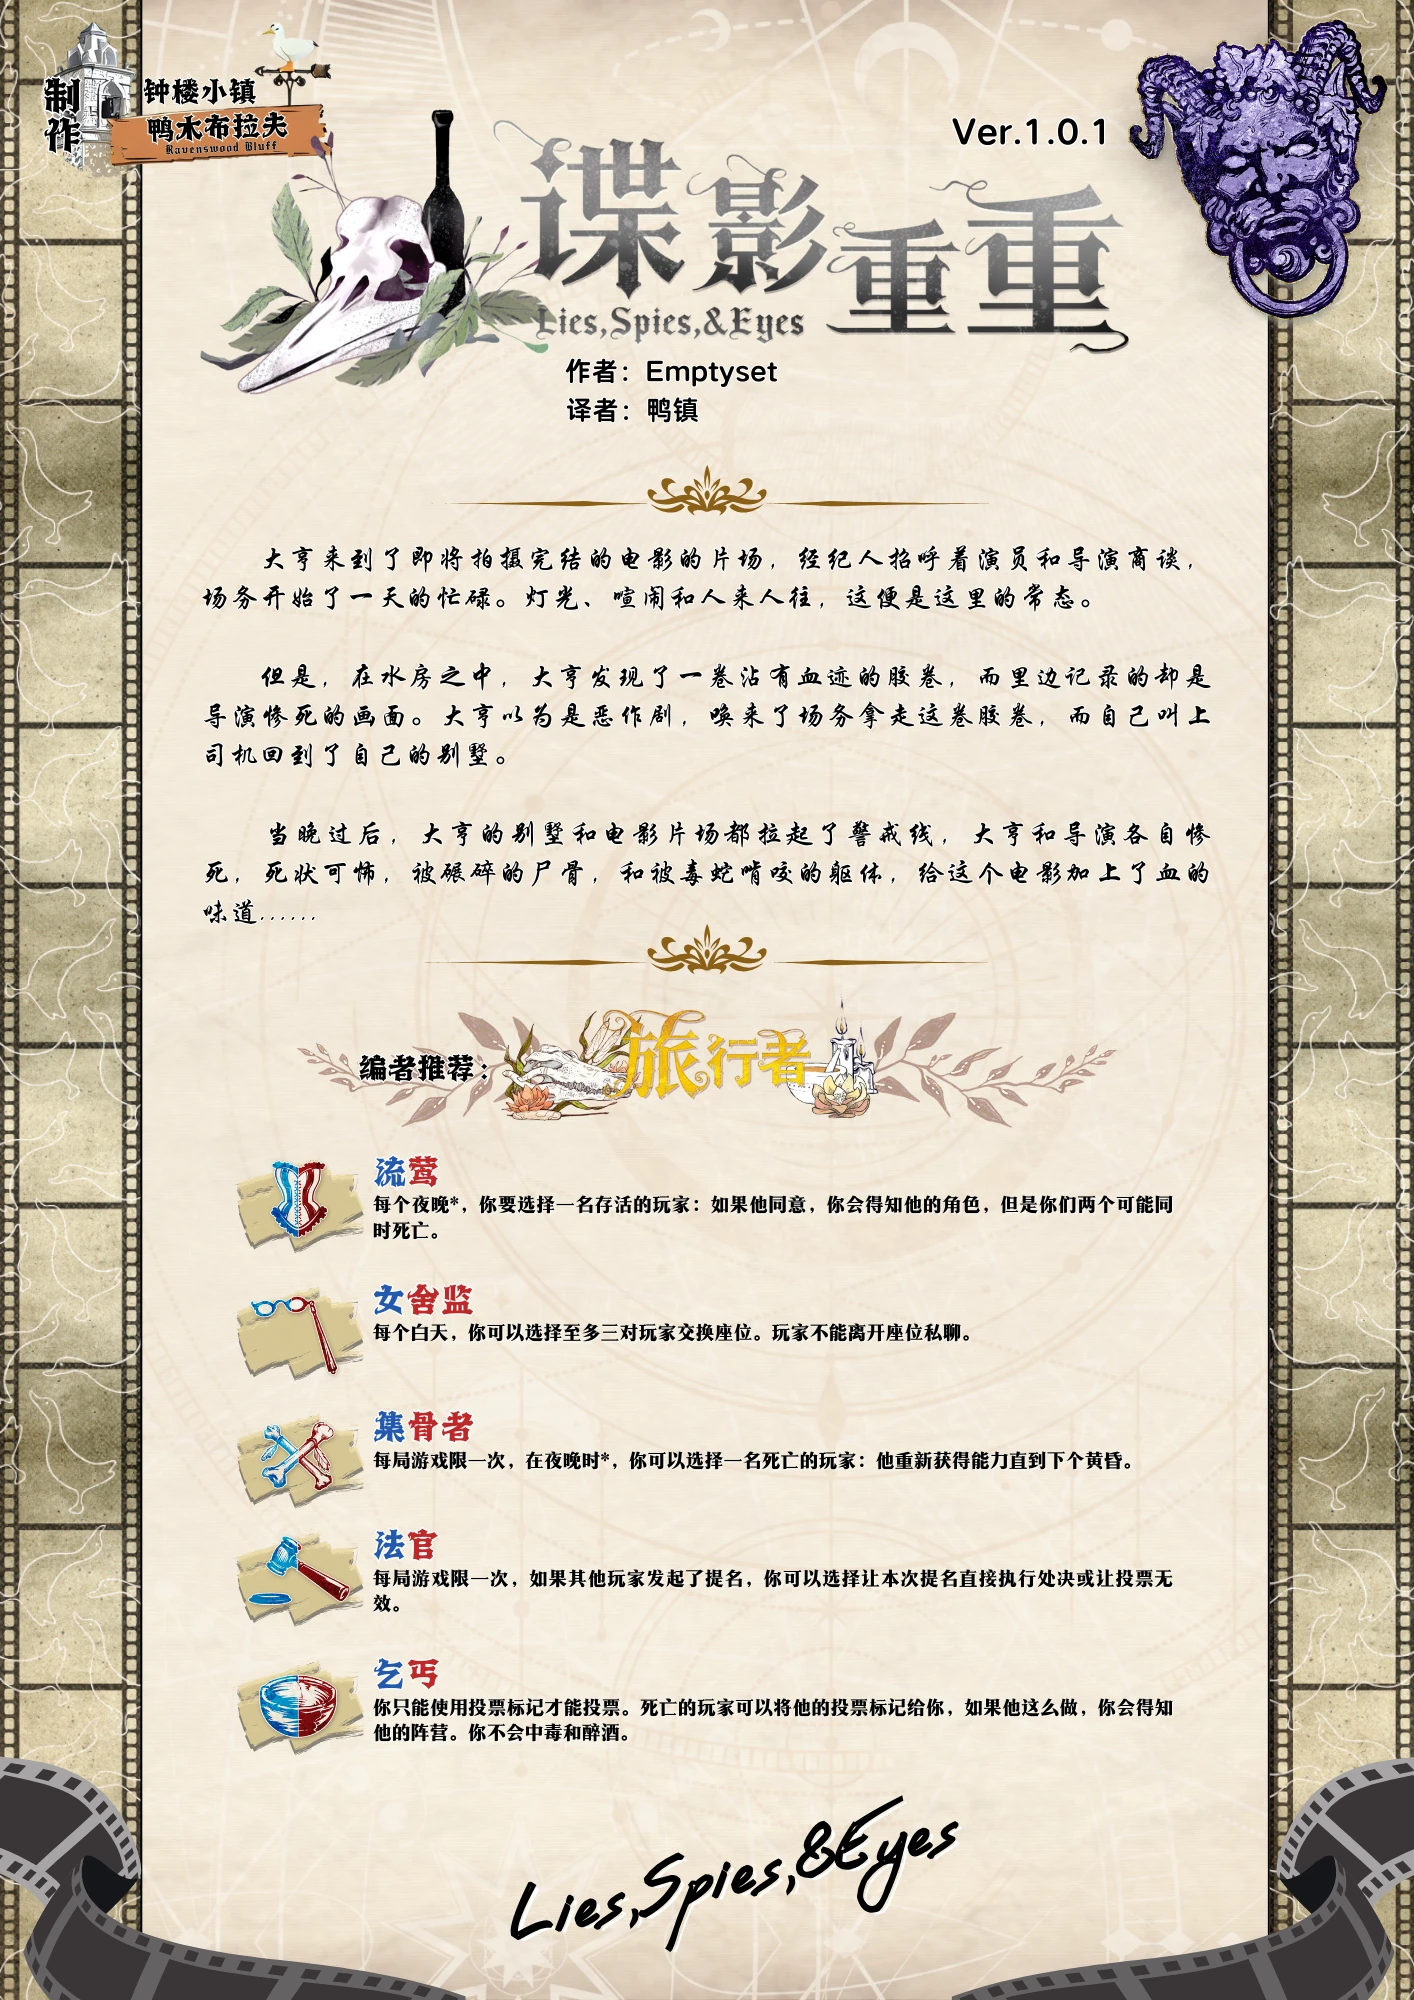 制作
钟楼小镇
鸭木布拉夫
Ravenswood Bluff
Ver.1.0.1
谍影重重
Lies,Spies,&Eyes
作者：Emptyset
译者：鸭镇
大亨来到了即将拍摄完结的电影的片场，经纪人招呼着演员和导演商谈，
场务开始了一天的忙碌。灯光、喧闹和人来人往，这便是这里的常态。
但是，在水房之中，大亨发现了一卷沾有血迹的胶卷，而里边记录的却是
导演惨死的画面。大亨以为是恶作剧，唤来了场务拿走这卷胶卷，而自己叫上
司机回到了自己的别墅。
当晚过后，大亨的别墅和电影片场都拉起了警戒线，大亨和导演各自惨
死，死状可怖，被碾碎的尸骨，和被毒蛇啃咬的躯体，给这个电影加上了血的
味道......
编者推荐：
旅行者
流莺
每个夜晚*，你要选择一名存活的玩家：如果他同意，你会得知他的角色，但是你们两个可能同
时死亡。
女舍监
每个白天，你可以选择至多三对玩家交换座位。玩家不能离开座位私聊。
集骨者
每局游戏限一次，在夜晚时*，你可以选择一名死亡的玩家：他重新获得能力直到下个黄昏。
法官
每局游戏限一次，如果其他玩家发起了提名，你可以选择让本次提名直接执行处决或让投票无
效。
乞丐
你只能使用投票标记才能投票。死亡的玩家可以将他的投票标记给你，如果他这么做，你会得知
他的阵营。你不会中毒和醉酒。
Lies,Spies,&Eyes